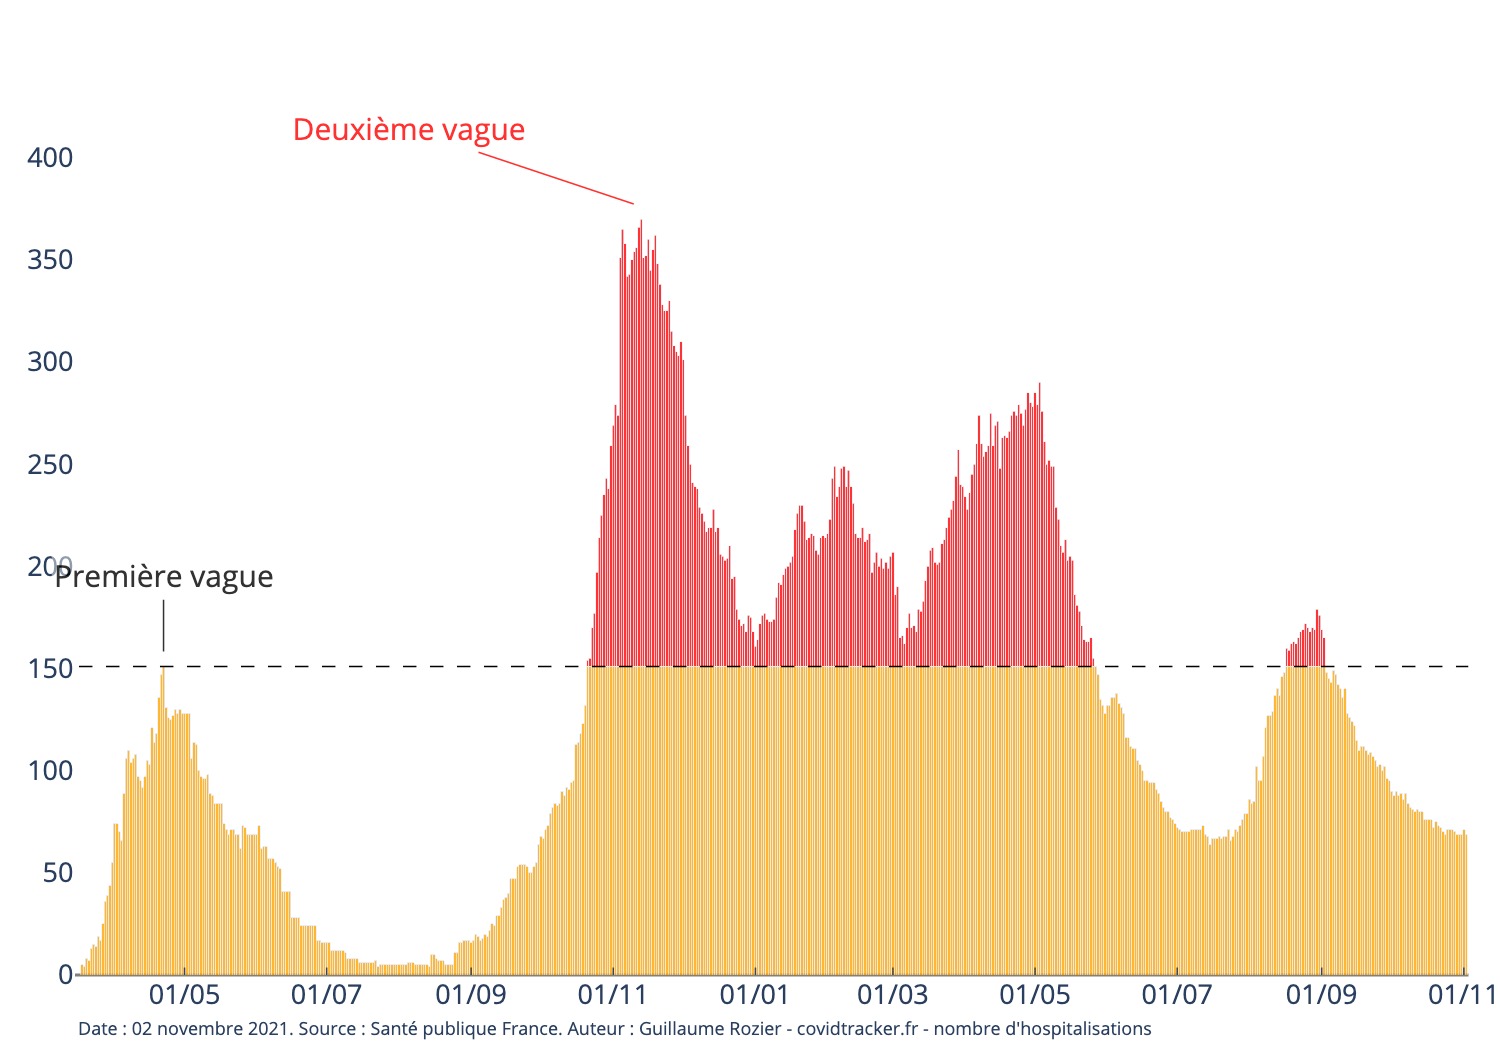 Deuxième vague
400
350
300
250
200
Première vague
150
100
50
0
01/05 01/07 01/09 01/11 01/01 01/03 01/05 01/07 01/09 01/11
Date : 02 novembre 2021. Source : Santé publique France. Auteur : Guillaume Rozier - covidtracker.fr - nombre d'hospitalisations